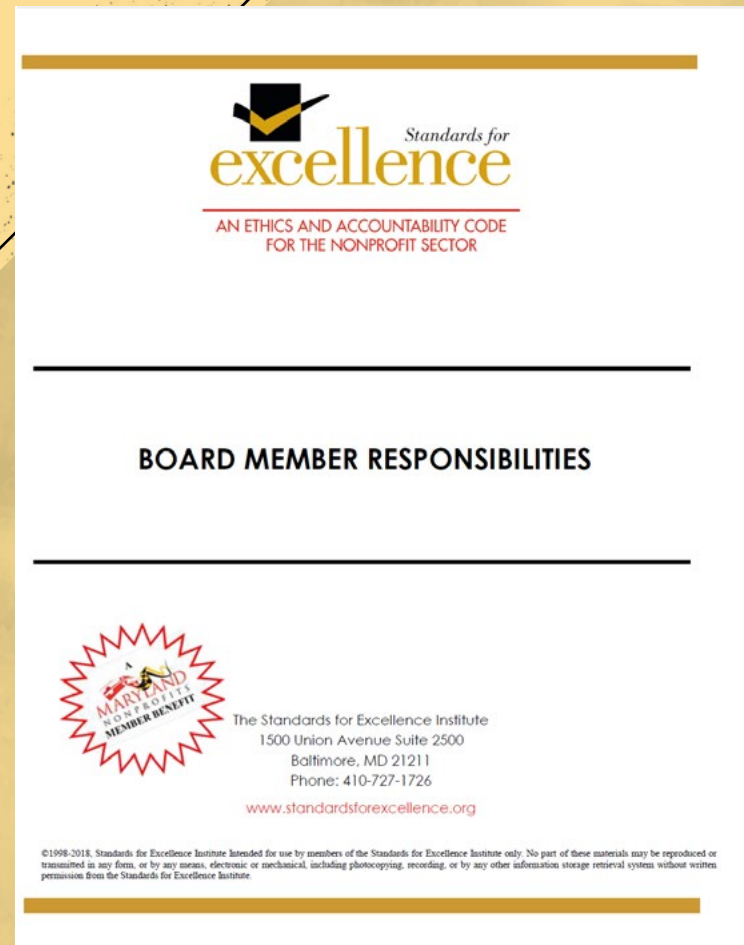 Standards for
excellence
AN ETHICS AND ACCOUNTABILITY CODE
FOR THE NONPROFIT SECTOR
BOARD MEMBER RESPONSIBILITIES
A
MARYLAND
NONPROFITS
MEMBER BENEFIT
The Standards for Excellence Institute
1500 Union Avenue Suite 2500
Baltimore, MD 21211
Phone: 410-727-1726
www.standardsforexcellence.org
©1998-2018, Standards for Excellence Institute Intended for use by members of the Standards for Excellence Institute only. No part of these materials may be reproduced or
transmitted in any form, or by any means, electronic or mechanical, including photocopying, recording, or by any other information storage retrieval system without written
permission from the Standards for Excellence Institute.